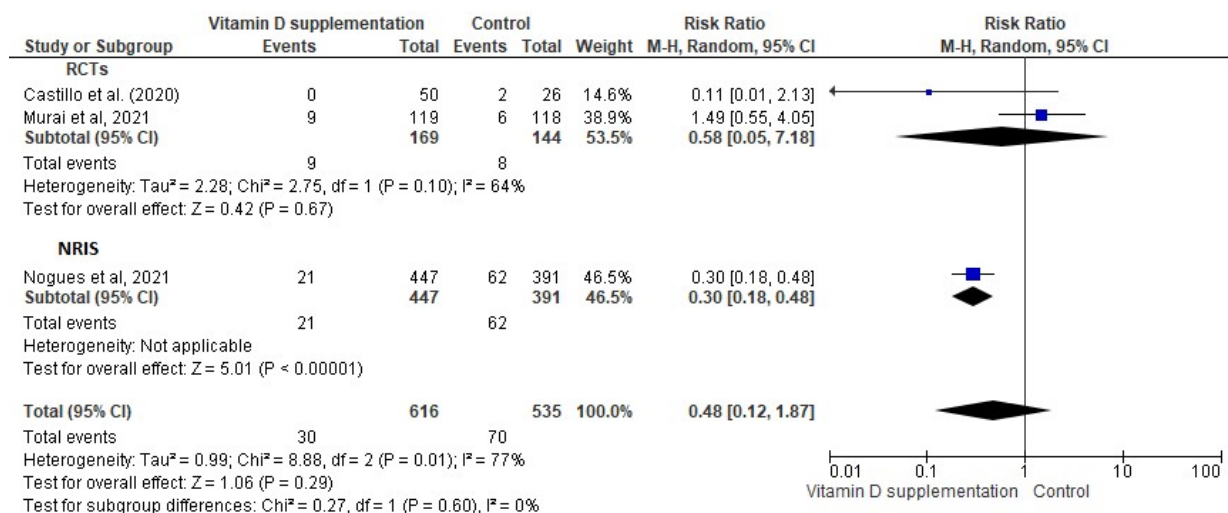 Vitamin D supplementation Control Risk Ratio Risk Ratio
Study or Subgroup Events Total Events Total Weight M-H, Random, 95% CI M-H, Random, 95% CI
RCTs
Castillo et al. (2020) 0 50 2 26 14.6% 0.11 [0.01, 2.13]
Murai et al, 2021 9 119 6 118 38.9% 1.49 [0.55, 4.05]
Subtotal (95% CI) 169 144 53.5% 0.58 [0.05, 7.18]
Total events 9 8
Heterogeneity: Tau² = 2.28; Chi² = 2.75, df = 1 (P = 0.10); I² = 64%
Test for overall effect: Z = 0.42 (P = 0.67)
NRIS
Nogues et al, 2021 21 447 62 391 46.5% 0.30 [0.18, 0.48]
Subtotal (95% CI) 447 391 46.5% 0.30 [0.18, 0.48]
Total events 21 62
Heterogeneity: Not applicable
Test for overall effect: Z = 5.01 (P < 0.00001)
Total (95% CI) 616 535 100.0% 0.48 [0.12, 1.87]
Total events 30 70
Heterogeneity: Tau² = 0.99; Chi² = 8.88, df = 2 (P = 0.01); I² = 77%
Test for overall effect: Z = 1.06 (P = 0.29)
Test for subgroup differences: Chi² = 0.27, df = 1 (P = 0.60), I² = 0%
0.01 0.1 1 10 100
Vitamin D supplementation Control